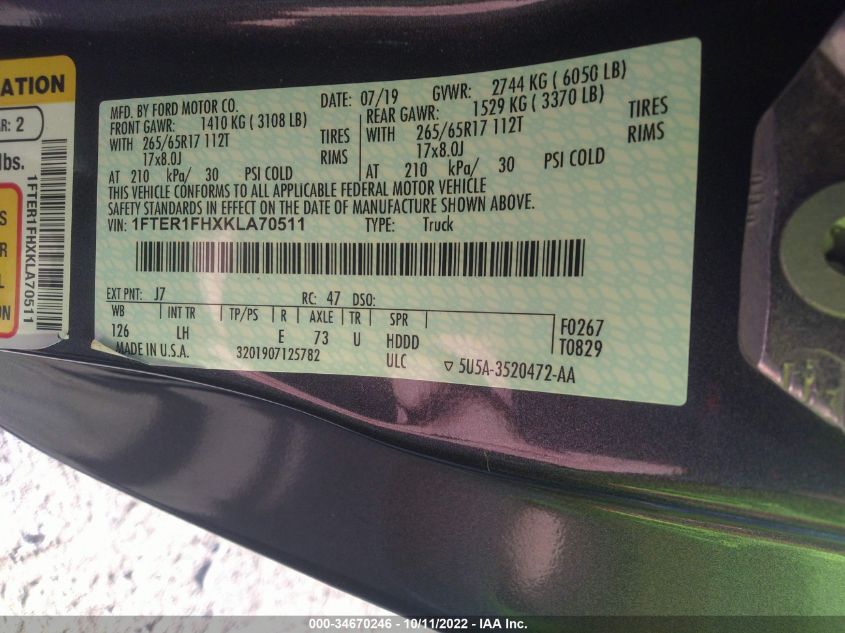 ATION
AR: 2
lbs.
S
R
L
ON
1FTER1FHXKLA70511
MFD. BY FORD MOTOR CO.
DATE: 07/19 GVWR: 2744 KG ( 6050 LB)
FRONT GAWR: 1410 KG ( 3108 LB) REAR GAWR: 1529 KG ( 3370 LB)
WITH 265/65R17 112T TIRES WITH 265/65R17 112T TIRES
17x8.0J RIMS 17x8.0J RIMS
AT 210 kPa/ 30 PSI COLD AT 210 kPa/ 30 PSI COLD
THIS VEHICLE CONFORMS TO ALL APPLICABLE FEDERAL MOTOR VEHICLE
SAFETY STANDARDS IN EFFECT ON THE DATE OF MANUFACTURE SHOWN ABOVE.
VIN: 1FTER1FHXKLA70511 TYPE: Truck
EXT PNT: J7 RC: 47 DSO:
WB INT TR TP/PS R AXLE TR SPR
126 LH E 73 U HDDD F0267
ULC T0829
MADE IN U.S.A. 3201907125782 ▽ 5U5A-3520472-AA
000-34670246 - 10/11/2022 - IAA Inc.